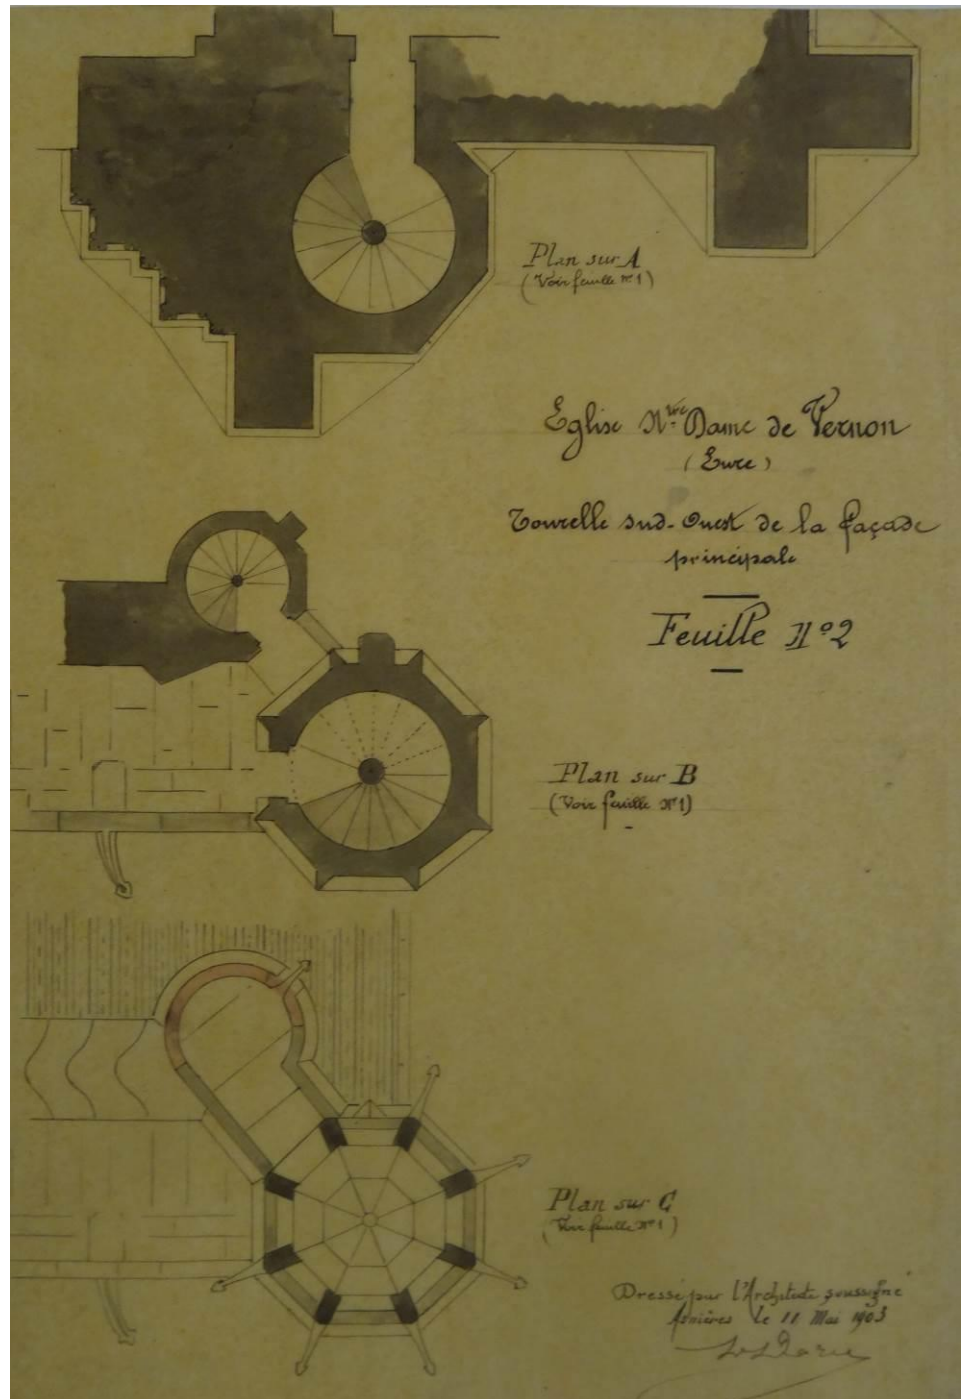 Plan sur A
(Voir feuille N° 1)
Eglise Ntre Dame de Vernon
(Eure)
Tourelle sud-Ouest de la façade
principale
Feuille N° 2
Plan sur B
(Voir feuille N° 1)
Plan sur C
(Voir feuille N° 1)
Dressé par l'Architecte soussigné
Asnières le 11 Mai 1903